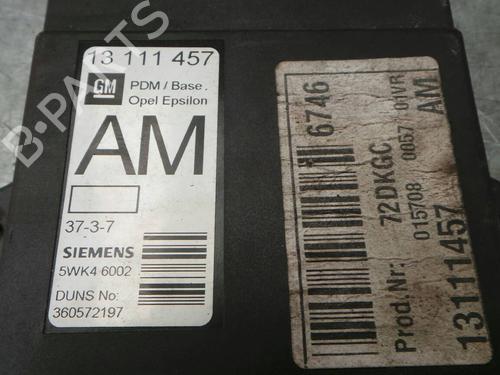 13 111 457
GM
PDM / Base.
Opel Epsilon
AM
37-3-7
SIEMENS
5WK4 6002
DUNS No:
360572197
6746
72DKGC
015708 0057 01VR
Prod.Nr:
AM
13111457
B-PARTS